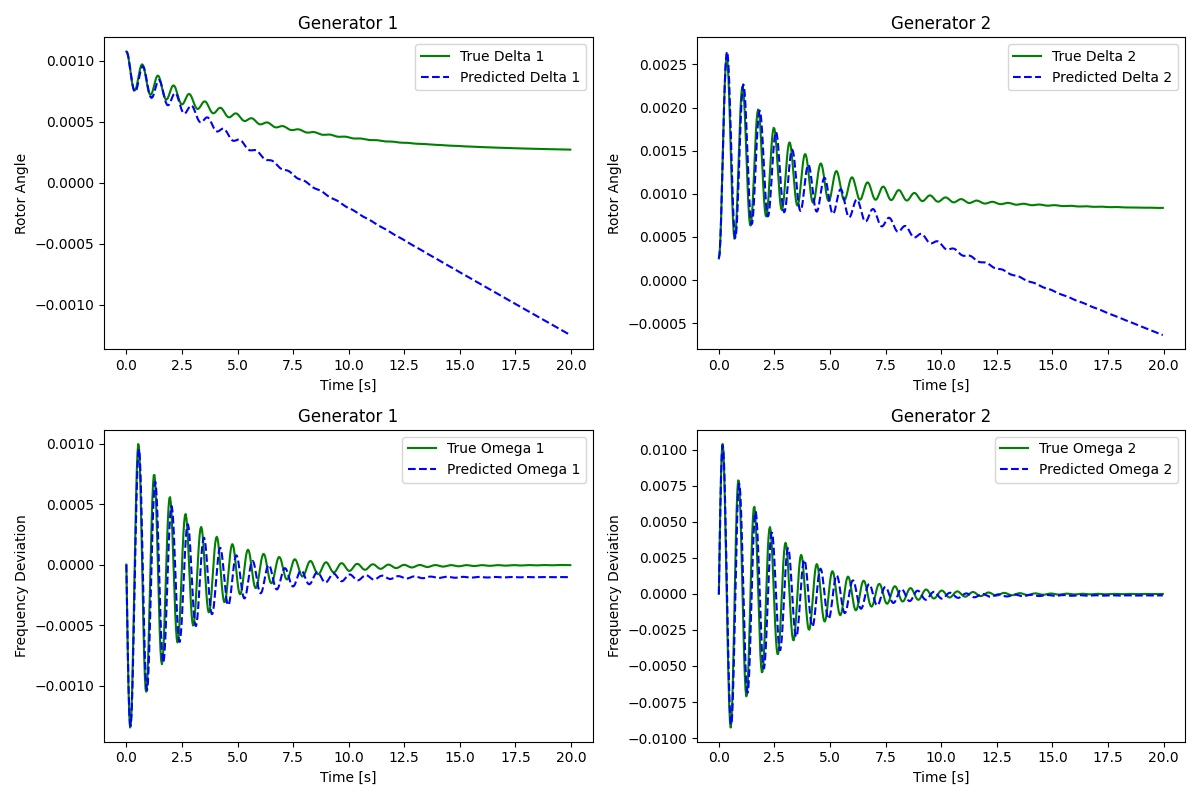 Generator 1
True Delta 1
Predicted Delta 1
0.0010
0.0005
0.0000
−0.0005
−0.0010
Rotor Angle
0.0 2.5 5.0 7.5 10.0 12.5 15.0 17.5 20.0
Time [s]
Generator 2
True Delta 2
Predicted Delta 2
0.0025
0.0020
0.0015
0.0010
0.0005
0.0000
−0.0005
Rotor Angle
0.0 2.5 5.0 7.5 10.0 12.5 15.0 17.5 20.0
Time [s]
Generator 1
True Omega 1
Predicted Omega 1
0.0010
0.0005
0.0000
−0.0005
−0.0010
Frequency Deviation
0.0 2.5 5.0 7.5 10.0 12.5 15.0 17.5 20.0
Time [s]
Generator 2
True Omega 2
Predicted Omega 2
0.0100
0.0075
0.0050
0.0025
0.0000
−0.0025
−0.0050
−0.0075
−0.0100
Frequency Deviation
0.0 2.5 5.0 7.5 10.0 12.5 15.0 17.5 20.0
Time [s]